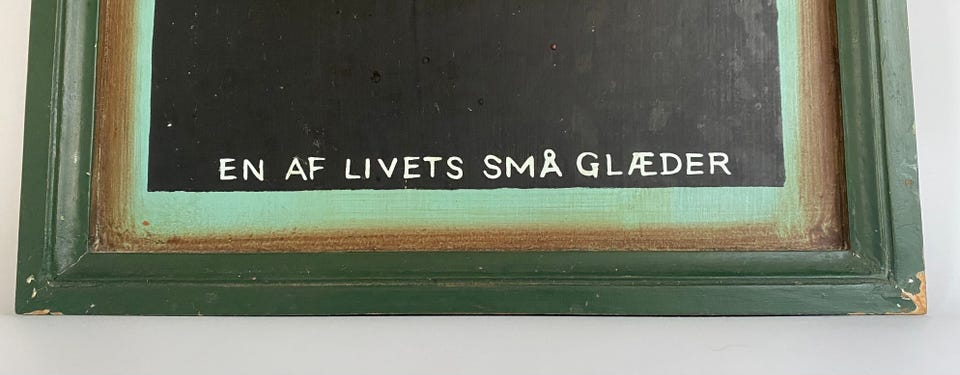 EN AF LIVETS SMÅ GLÆDER